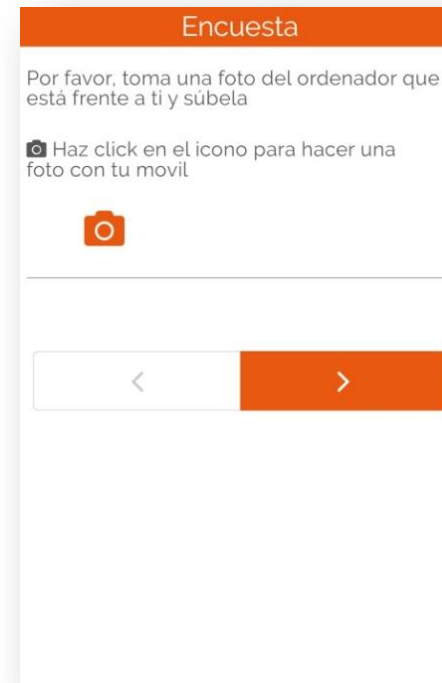 Encuesta
Por favor, toma una foto del ordenador que
está frente a ti y súbela
Haz click en el icono para hacer una
foto con tu movil